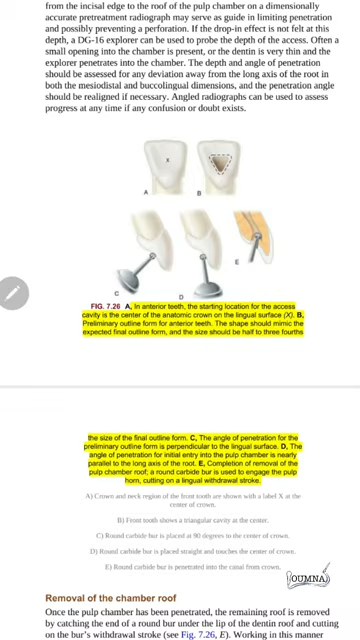 from the incisal edge to the roof of the pulp chamber on a dimensionally
accurate pretreatment radiograph may serve as guide in limiting penetration
and possibly preventing a perforation. If the drop-in effect is not felt at this
depth, a DG-16 explorer can be used to probe the depth of the access. Often a
small opening into the chamber is present, or the dentin is very thin and the
explorer penetrates into the chamber. The depth and angle of penetration
should be assessed for any deviation away from the long axis of the root in
both the mesiodistal and buccolingual dimensions, and the penetration angle
should be realigned if necessary. Angled radiographs can be used to assess
progress at any time if any confusion or doubt exists.
X
A
B
E
C
D
FIG. 7.26 A, In anterior teeth, the starting location for the access
cavity is the center of the anatomic crown on the lingual surface (X). B,
Preliminary outline form for anterior teeth. The shape should mimic the
expected final outline form, and the size should be half to three fourths
the size of the final outline form. C, The angle of penetration for the
preliminary outline form is perpendicular to the lingual surface. D, The
angle of penetration for initial entry into the pulp chamber is nearly
parallel to the long axis of the root. E, Completion of removal of the
pulp chamber roof; a round carbide bur is used to engage the pulp
horn, cutting on a lingual withdrawal stroke.
A) Crown and neck region of the front tooth are shown with a label X at the
center of crown.
B) Front tooth shows a triangular cavity at the center.
C) Round carbide bur is placed at 90 degrees to the center of crown.
D) Round carbide bur is placed straight and touches the center of crown.
E) Round carbide bur is penetrated into the canal from crown.
OUMNA
Removal of the chamber roof
Once the pulp chamber has been penetrated, the remaining roof is removed
by catching the end of a round bur under the lip of the dentin roof and cutting
on the bur's withdrawal stroke (see Fig. 7.26, E). Working in this manner